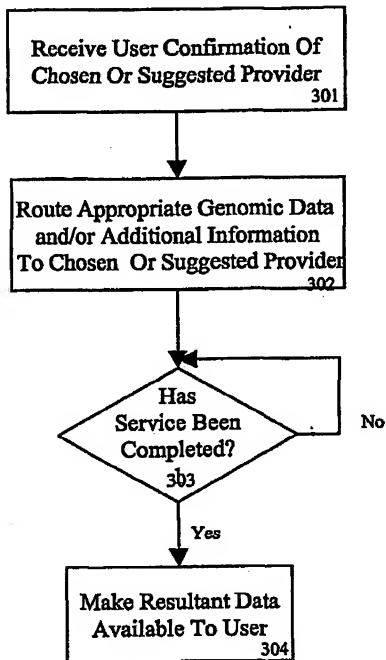 Receive User Confirmation Of
Chosen Or Suggested Provider
301
Route Appropriate Genomic Data
and/or Additional Information
To Chosen Or Suggested Provider
302
Has
Service Been
Completed?
303
No
Yes
Make Resultant Data
Available To User
304